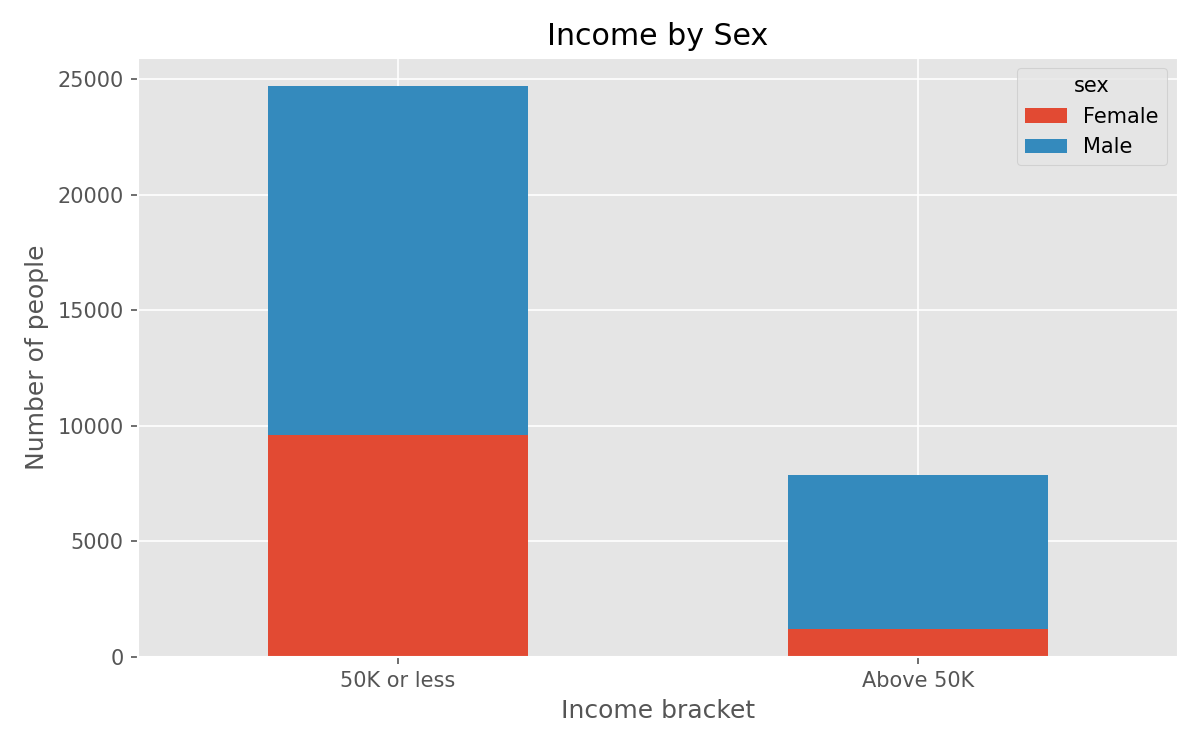 Income by Sex
sex
Female
Male
Number of people
25000
20000
15000
10000
5000
0
50K or less
Above 50K
Income bracket